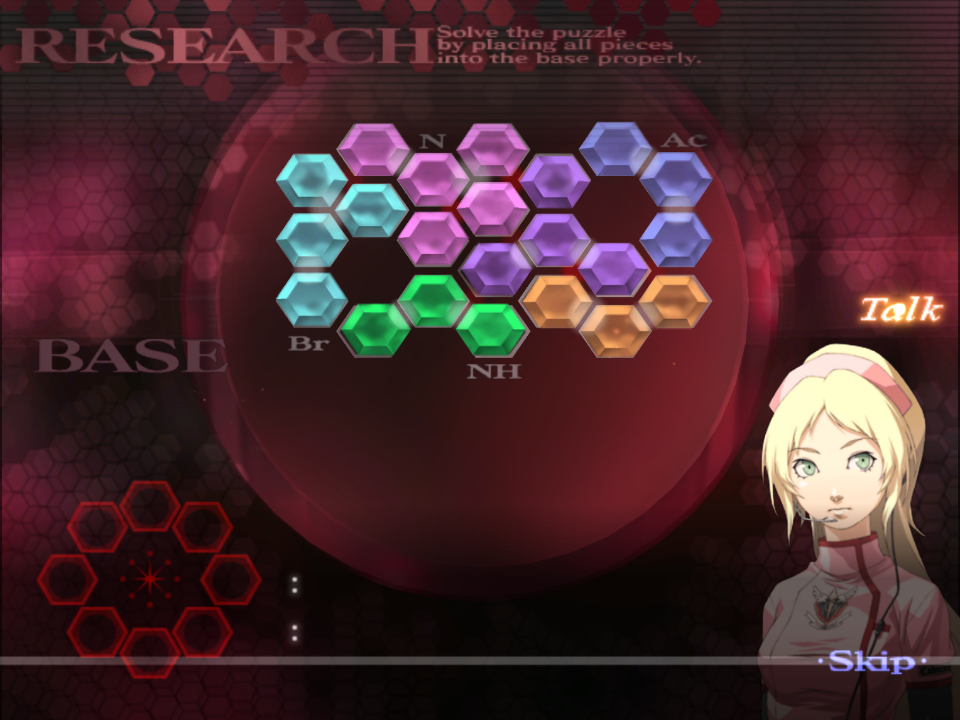 RESEARCH
Solve the puzzle
by placing all pieces
into the base properly.
N
Ac
Talk
Br
BASE
NH
:
:
·Skip·